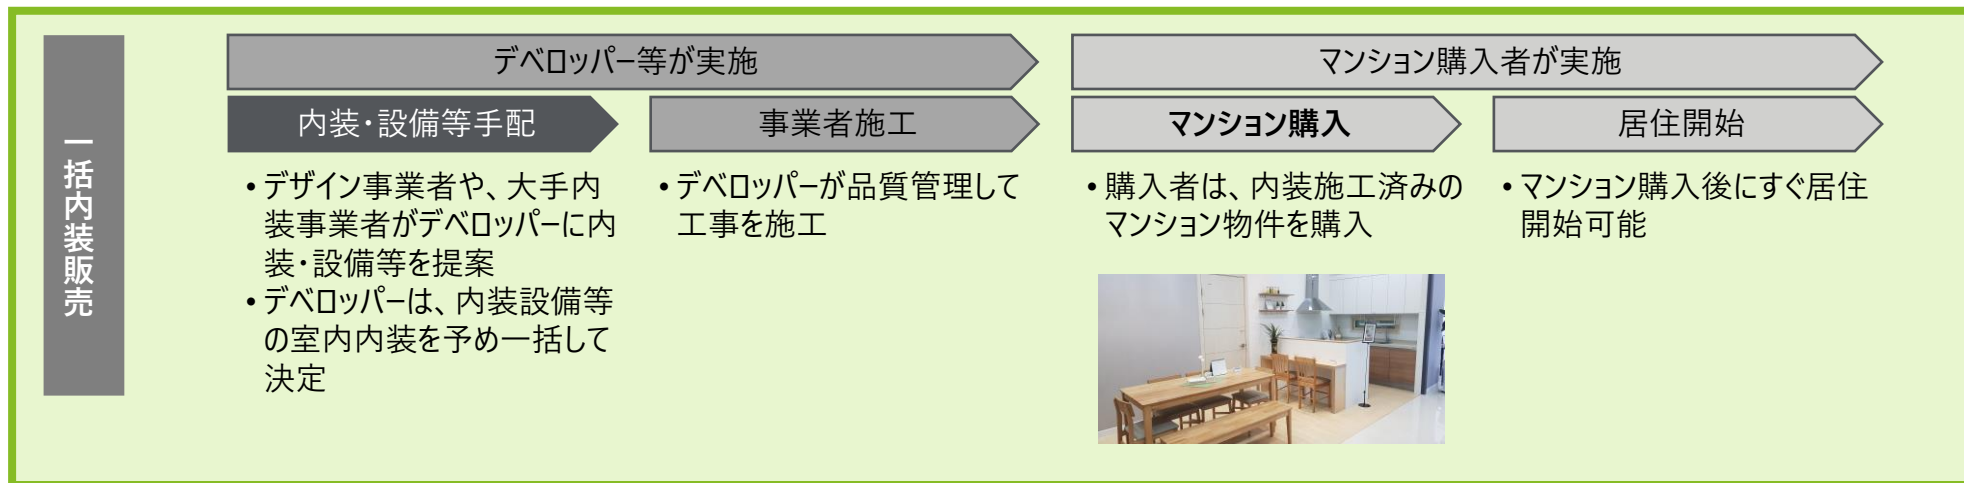 一括内装販売
デベロッパー等が実施
マンション購入者が実施
内装・設備等手配
事業者施工
マンション購入
居住開始
• デザイン事業者や、大手内
装事業者がデベロッパーに内
装・設備等を提案
• デベロッパーは、内装設備等
の室内内装を予め一括して
決定
• デベロッパーが品質管理して
工事を施工
• 購入者は、内装施工済みの
マンション物件を購入
• マンション購入後にすぐ居住
開始可能